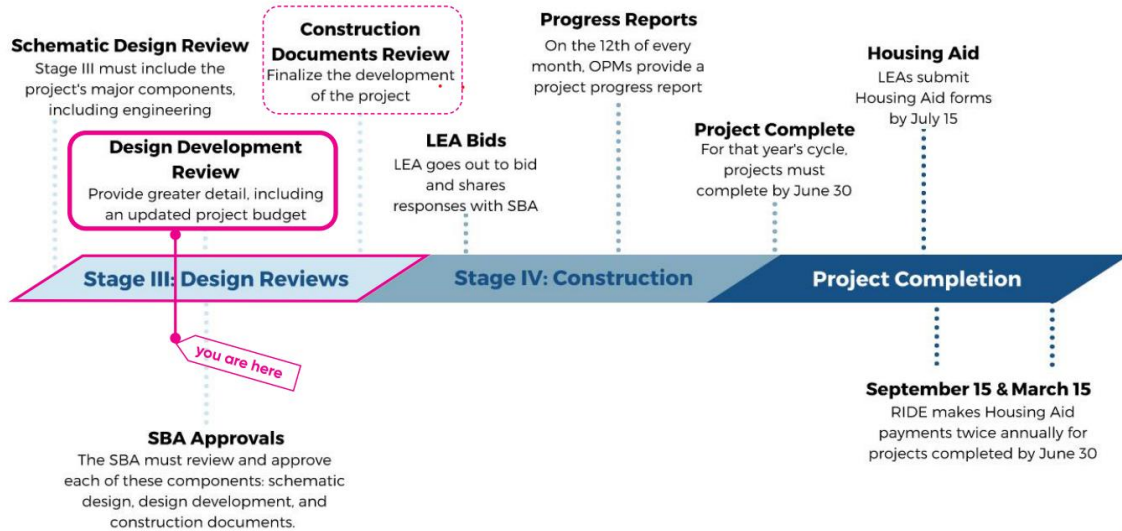 Schematic Design Review
Stage III must include the
project's major components,
including engineering
Construction
Documents Review
Finalize the development
of the project
Progress Reports
On the 12th of every
month, OPMs provide a
project progress report
Housing Aid
LEAs submit
Housing Aid forms
by July 15
Design Development
Review
Provide greater detail, including
an updated project budget
LEA Bids
LEA goes out to bid
and shares
responses with SBA
Project Complete
For that year's cycle,
projects must
complete by June 30
Stage III: Design Reviews
Stage IV: Construction
Project Completion
you are here
SBA Approvals
The SBA must review and approve
each of these components: schematic
design, design development, and
construction documents.
September 15 & March 15
RIDE makes Housing Aid
payments twice annually for
projects completed by June 30